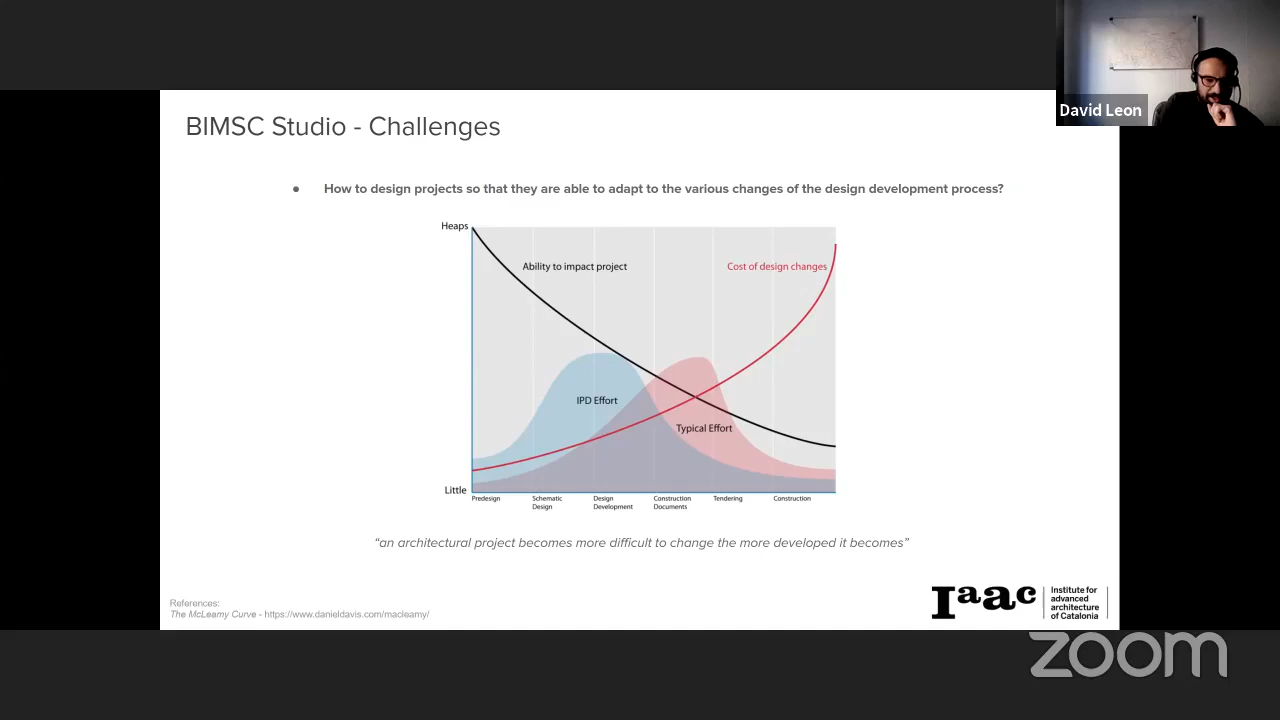 David Leon
BIMSC Studio - Challenges
● How to design projects so that they are able to adapt to the various changes of the design development process?
Heaps
Ability to impact project
Cost of design changes
IPD Effort
Typical Effort
Little
Predesign
Schematic
Design
Design
Development
Construction
Documents
Tendering
Construction
“an architectural project becomes more difficult to change the more developed it becomes”
References:
The McLeamy Curve - https://www.danieldavis.com/macleamy/
Iaac
Institute for
advanced
architecture
of Catalonia
zoom